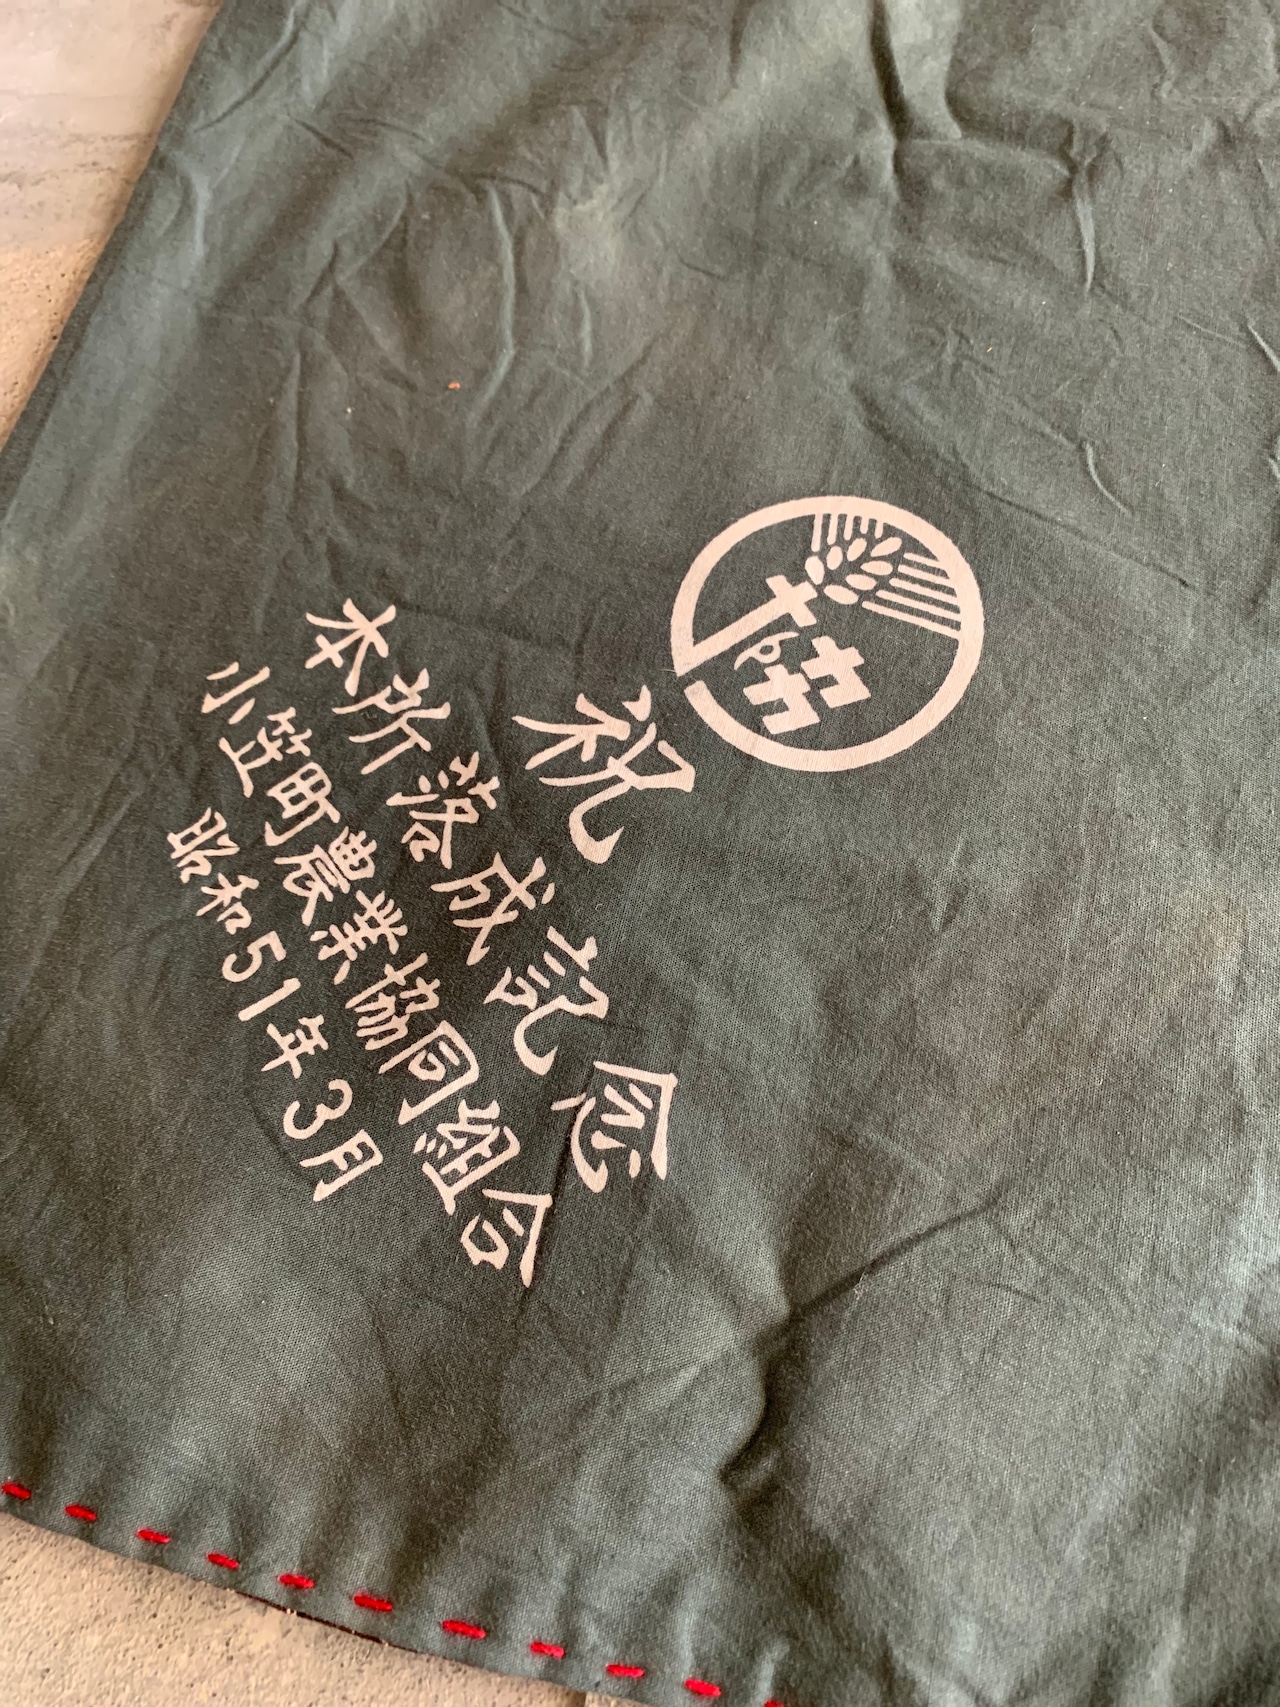 協
祝
本所落成記念
小笠町農業協同組合
昭和51年3月